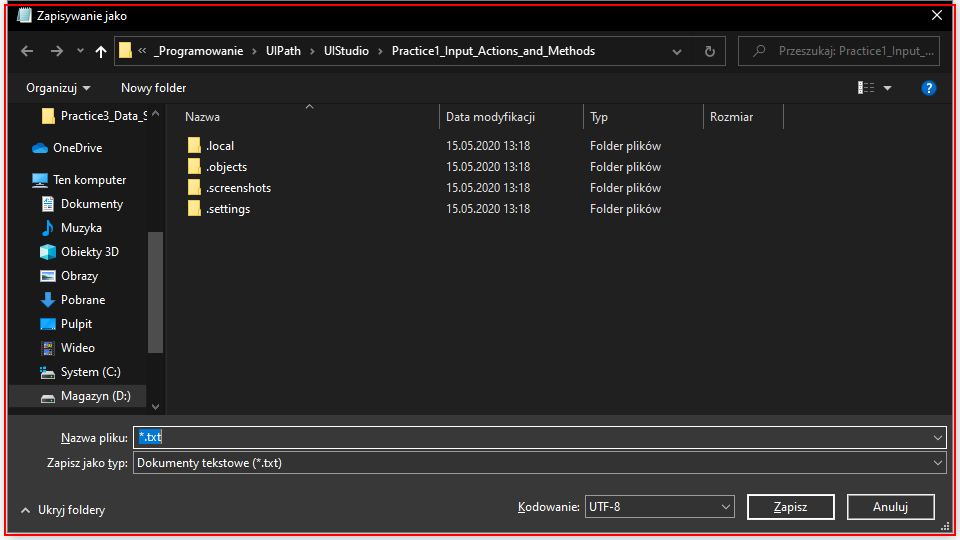 Zapisywanie jako
« _Programowanie > UIPath > UIStudio > Practice1_Input_Actions_and_Methods
Przeszukaj: Practice1_Input_...
Organizuj Nowy folder
Nazwa Data modyfikacji Typ Rozmiar
Practice3_Data_S
OneDrive
Ten komputer
Dokumenty
Muzyka
Obiekty 3D
Obrazy
Pobrane
Pulpit
Wideo
System (C:)
Magazyn (D:)
.local 15.05.2020 13:18 Folder plików
.objects 15.05.2020 13:18 Folder plików
.screenshots 15.05.2020 13:18 Folder plików
.settings 15.05.2020 13:18 Folder plików
Nazwa pliku: *.txt
Zapisz jako typ: Dokumenty tekstowe (*.txt)
Ukryj foldery
Kodowanie: UTF-8
Zapisz
Anuluj